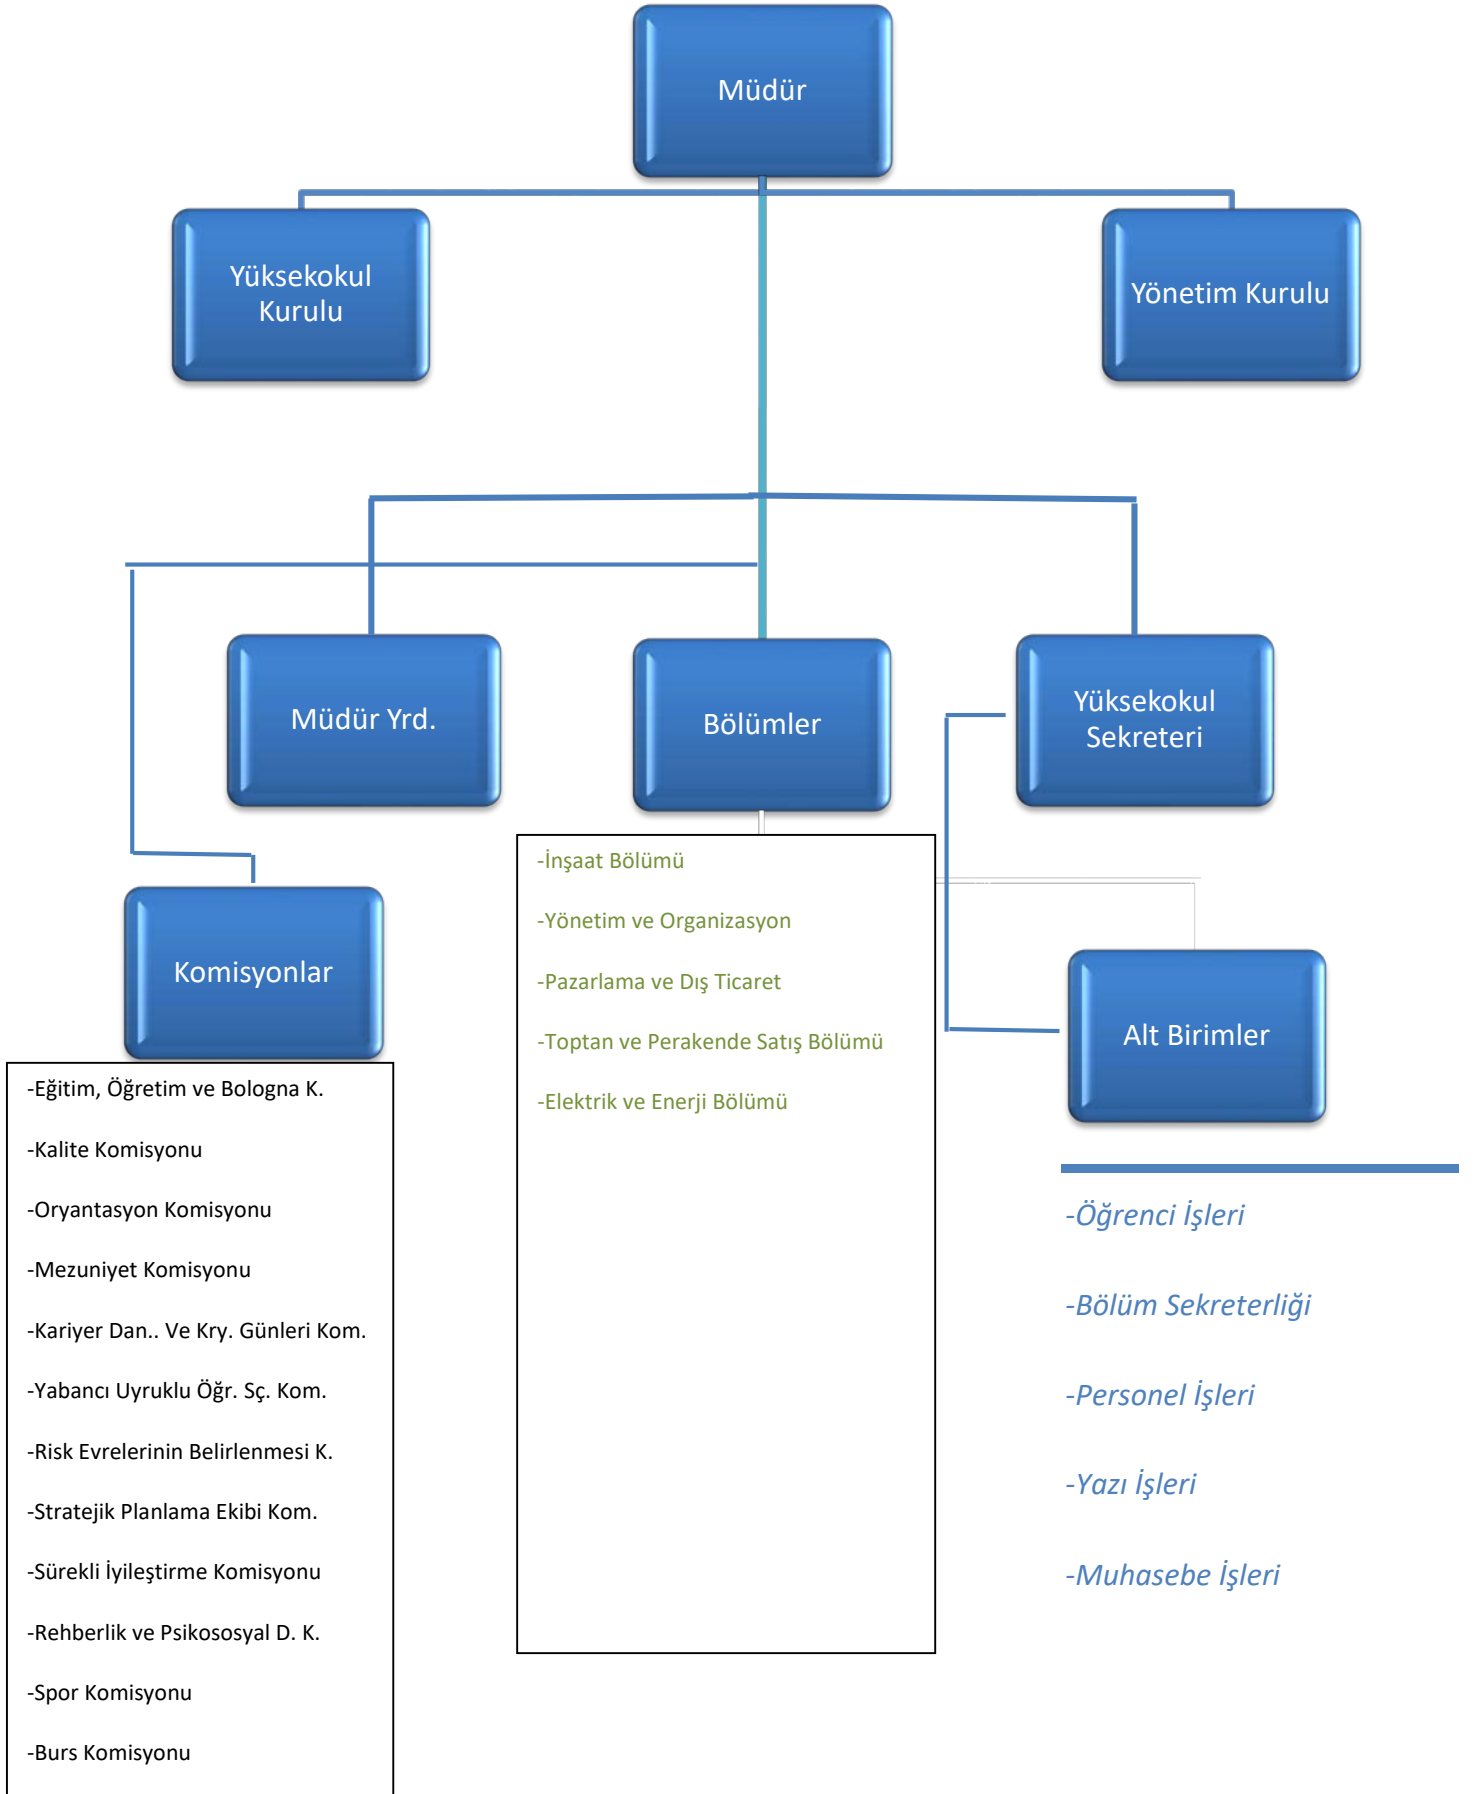 Müdür
Yüksekokul
Kurulu
Yönetim Kurulu
Müdür Yrd.
Bölümler
Yüksekokul
Sekreteri
Komisyonlar
-Eğitim, Öğretim ve Bologna K.
-Kalite Komisyonu
-Oryantasyon Komisyonu
-Mezuniyet Komisyonu
-Kariyer Dan.. Ve Kry. Günleri Kom.
-Yabancı Uyruklu Öğr. Sç. Kom.
-Risk Evrelerinin Belirlenmesi K.
-Stratejik Planlama Ekibi Kom.
-Sürekli İyileştirme Komisyonu
-Rehberlik ve Psikososyal D. K.
-Spor Komisyonu
-Burs Komisyonu
-İnşaat Bölümü
-Yönetim ve Organizasyon
-Pazarlama ve Dış Ticaret
-Toptan ve Perakende Satış Bölümü
-Elektrik ve Enerji Bölümü
Alt Birimler
-Öğrenci İşleri
-Bölüm Sekreterliği
-Personel İşleri
-Yazı İşleri
-Muhasebe İşleri